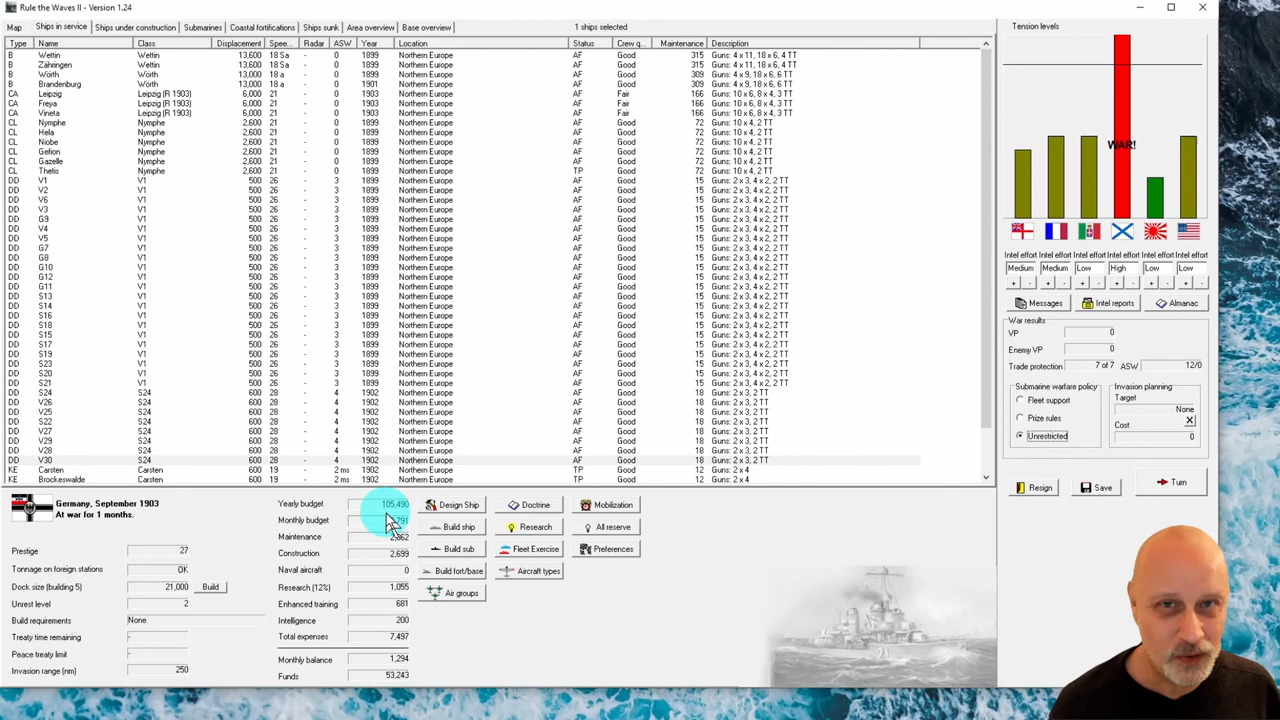 Rule the Waves II - Version 1.24
Map Ships in service Ships under construction Submarines Coastal fortifications Ships sunk Area overview Base overview 1 ships selected
Type Name Class Displacement Spee... Radar ASW Year Location Status Crew q... Maintenance Description
B Wettin Wettin 13,600 18 Sa - 0 1899 Northern Europe AF Good 315 Guns: 4 x 11, 18 x 6, 4 TT
B Zähringen Wettin 13,600 18 Sa - 0 1899 Northern Europe AF Good 315 Guns: 4 x 11, 18 x 6, 4 TT
B Wörth Wörth 13,000 18 a - 0 1899 Northern Europe AF Good 309 Guns: 4 x 9, 18 x 6, 6 TT
B Brandenburg Wörth 13,000 18 a - 0 1901 Northern Europe AF Good 309 Guns: 4 x 9, 18 x 6, 6 TT
CA Leipzig Leipzig (R 1903) 6,000 21 - 0 1903 Northern Europe AF Fair 166 Guns: 10 x 6, 8 x 4, 3 TT
CA Freya Leipzig (R 1903) 6,000 21 - 0 1903 Northern Europe AF Fair 166 Guns: 10 x 6, 8 x 4, 3 TT
CA Vineta Leipzig (R 1903) 6,000 21 - 0 1903 Northern Europe AF Fair 166 Guns: 10 x 6, 8 x 4, 3 TT
CL Nymphe Nymphe 2,600 21 - 0 1899 Northern Europe AF Good 72 Guns: 10 x 4, 2 TT
CL Hela Nymphe 2,600 21 - 0 1899 Northern Europe AF Good 72 Guns: 10 x 4, 2 TT
CL Niobe Nymphe 2,600 21 - 0 1899 Northern Europe AF Good 72 Guns: 10 x 4, 2 TT
CL Gefion Nymphe 2,600 21 - 0 1899 Northern Europe AF Good 72 Guns: 10 x 4, 2 TT
CL Gazelle Nymphe 2,600 21 - 0 1899 Northern Europe AF Good 72 Guns: 10 x 4, 2 TT
CL Thetis Nymphe 2,600 21 - 0 1899 Northern Europe TP Good 72 Guns: 10 x 4, 2 TT
DD V1 V1 500 26 - 3 1899 Northern Europe AF Good 15 Guns: 2 x 3, 4 x 2, 2 TT
DD V2 V1 500 26 - 3 1899 Northern Europe AF Good 15 Guns: 2 x 3, 4 x 2, 2 TT
DD V6 V1 500 26 - 3 1899 Northern Europe AF Good 15 Guns: 2 x 3, 4 x 2, 2 TT
DD V3 V1 500 26 - 3 1899 Northern Europe AF Good 15 Guns: 2 x 3, 4 x 2, 2 TT
DD G9 V1 500 26 - 3 1899 Northern Europe AF Good 15 Guns: 2 x 3, 4 x 2, 2 TT
DD V4 V1 500 26 - 3 1899 Northern Europe AF Good 15 Guns: 2 x 3, 4 x 2, 2 TT
DD V5 V1 500 26 - 3 1899 Northern Europe AF Good 15 Guns: 2 x 3, 4 x 2, 2 TT
DD G7 V1 500 26 - 3 1899 Northern Europe AF Good 15 Guns: 2 x 3, 4 x 2, 2 TT
DD G8 V1 500 26 - 3 1899 Northern Europe AF Good 15 Guns: 2 x 3, 4 x 2, 2 TT
DD G10 V1 500 26 - 3 1899 Northern Europe AF Good 15 Guns: 2 x 3, 4 x 2, 2 TT
DD G12 V1 500 26 - 3 1899 Northern Europe AF Good 15 Guns: 2 x 3, 4 x 2, 2 TT
DD G11 V1 500 26 - 3 1899 Northern Europe AF Good 15 Guns: 2 x 3, 4 x 2, 2 TT
DD S13 V1 500 26 - 3 1899 Northern Europe AF Good 15 Guns: 2 x 3, 4 x 2, 2 TT
DD S14 V1 500 26 - 3 1899 Northern Europe AF Good 15 Guns: 2 x 3, 4 x 2, 2 TT
DD S16 V1 500 26 - 3 1899 Northern Europe AF Good 15 Guns: 2 x 3, 4 x 2, 2 TT
DD S18 V1 500 26 - 3 1899 Northern Europe AF Good 15 Guns: 2 x 3, 4 x 2, 2 TT
DD S15 V1 500 26 - 3 1899 Northern Europe AF Good 15 Guns: 2 x 3, 4 x 2, 2 TT
DD S17 V1 500 26 - 3 1899 Northern Europe AF Good 15 Guns: 2 x 3, 4 x 2, 2 TT
DD S19 V1 500 26 - 3 1899 Northern Europe AF Good 15 Guns: 2 x 3, 4 x 2, 2 TT
DD S23 V1 500 26 - 3 1899 Northern Europe AF Good 15 Guns: 2 x 3, 4 x 2, 2 TT
DD S20 V1 500 26 - 3 1899 Northern Europe AF Good 15 Guns: 2 x 3, 4 x 2, 2 TT
DD S21 V1 500 26 - 3 1899 Northern Europe AF Good 15 Guns: 2 x 3, 4 x 2, 2 TT
DD S24 S24 600 28 - 4 1902 Northern Europe AF Good 18 Guns: 2 x 3, 2 TT
DD V26 S24 600 28 - 4 1902 Northern Europe AF Good 18 Guns: 2 x 3, 2 TT
DD V25 S24 600 28 - 4 1902 Northern Europe AF Good 18 Guns: 2 x 3, 2 TT
DD S22 S24 600 28 - 4 1902 Northern Europe AF Good 18 Guns: 2 x 3, 2 TT
DD V27 S24 600 28 - 4 1902 Northern Europe AF Good 18 Guns: 2 x 3, 2 TT
DD V29 S24 600 28 - 4 1902 Northern Europe AF Good 18 Guns: 2 x 3, 2 TT
DD V28 S24 600 28 - 4 1902 Northern Europe AF Good 18 Guns: 2 x 3, 2 TT
DD V30 S24 600 28 - 4 1902 Northern Europe AF Good 18 Guns: 2 x 3, 2 TT
KE Carsten Carsten 600 19 - 2 ms 1902 Northern Europe TP Good 12 Guns: 2 x 4
KE Brockeswalde Carsten 600 19 - 2 ms 1902 Northern Europe TP Good 12 Guns: 2 x 4
Germany, September 1903
At war for 1 months.
Prestige 27
Tonnage on foreign stations OK
Dock size (building 5) 21,000 Build
Unrest level 2
Build requirements None
Treaty time remaining -
Peace treaty limit -
Invasion range (nm) 250
Yearly budget 105,490
Monthly budget
Maintenance
Construction 2,699
Naval aircraft 0
Research (12%) 1,055
Enhanced training 681
Intelligence 200
Total expenses 7,497
Monthly balance 1,294
Funds 53,243
Design Ship Doctrine Mobilization
Build ship Research All reserve
Build sub Fleet Exercise Preferences
Build fort/base Aircraft types
Air groups
21
Tension levels
WAR!
Intel effort Intel effort Intel effort Intel effort Intel effort Intel effort
Medium Medium Low High Low Low
+ - + - + - + - + - + -
Messages Intel reports Almanac
War results
VP 0
Enemy VP 0
Trade protection 7 of 7 ASW 12/0
Submarine warfare policy
Fleet support
Prize rules
Unrestricted
Invasion planning
Target
None
X
Cost
0
Resign Save Turn